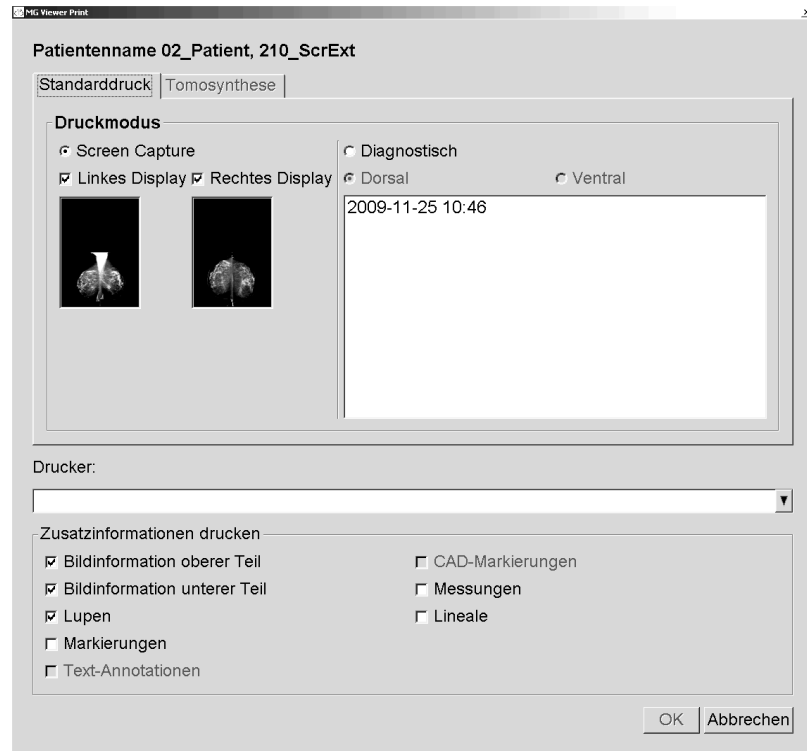 MG Viewer Print
Patientenname 02_Patient, 210_ScrExt
Standarddruck Tomosynthese
Druckmodus
Screen Capture
Diagnostisch
Linkes Display Rechtes Display
Dorsal Ventral
2009-11-25 10:46
Drucker:
Zusatzinformationen drucken
Bildinformation oberer Teil
Bildinformation unterer Teil
Lupen
Markierungen
Text-Annotationen
CAD-Markierungen
Messungen
Lineale
OK Abbrechen